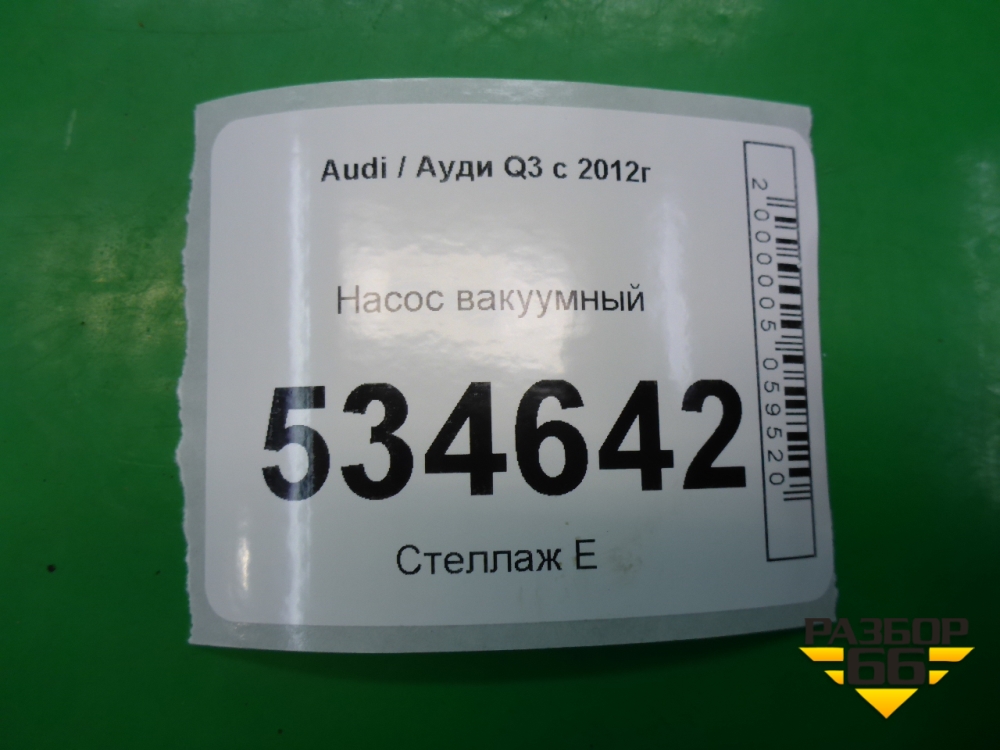 Audi / Ауди Q3 с 2012г
Насос вакуумный
534642
Стеллаж Е
2000005059520
РАЗБОР
66